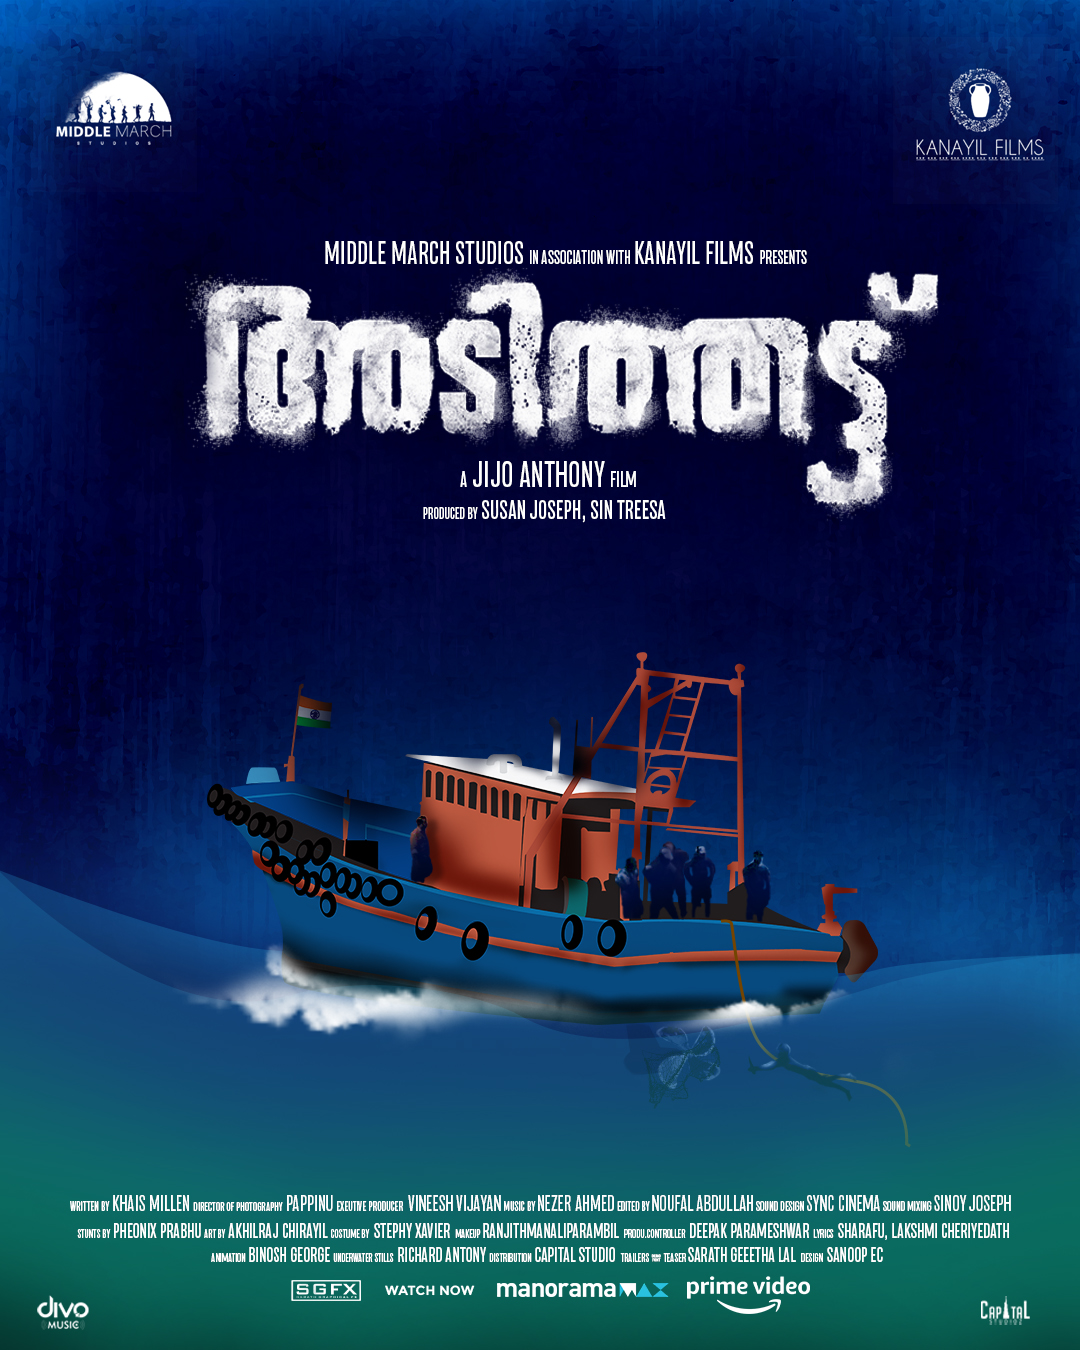 MIDDLE MARCH
STUDIOS
KANAYIL FILMS
MIDDLE MARCH STUDIOS IN ASSOCIATION WITH KANAYIL FILMS PRESENTS
അടിത്തട്ട്
A JIJO ANTHONY FILM
PRODUCED BY SUSAN JOSEPH, SIN TREESA
WRITTEN BY KHAIS MILLEN DIRECTOR OF PHOTOGRAPHY PAPPINU EXEUTIVE PRODUCER VINEESH VIJAYAN MUSIC BY NEZER AHMED EDITED BY NOUFAL ABDULLAH SOUND DESIGN SYNC CINEMA SOUND MIXING SINOY JOSEPH
STUNTS BY PHEONIX PRABHU ART BY AKHILRAJ CHIRAYIL COSTUME BY STEPHY XAVIER MAKEUP RANJITHMANALIPARAMBIL PRODU.CONTROLLER DEEPAK PARAMESHWAR LYRICS SHARAFU, LAKSHMI CHERIYEDATH
ANIMATION BINOSH GEORGE UNDERWATER STILLS RICHARD ANTONY DISTRIBUTION CAPITAL STUDIO TRAILERS TEASER SARATH GEEETHA LAL DESIGN SANOOP EC
SGFX WATCH NOW manorama MAX prime video
divo
MUSIC
CAPITAL
STUDIOS